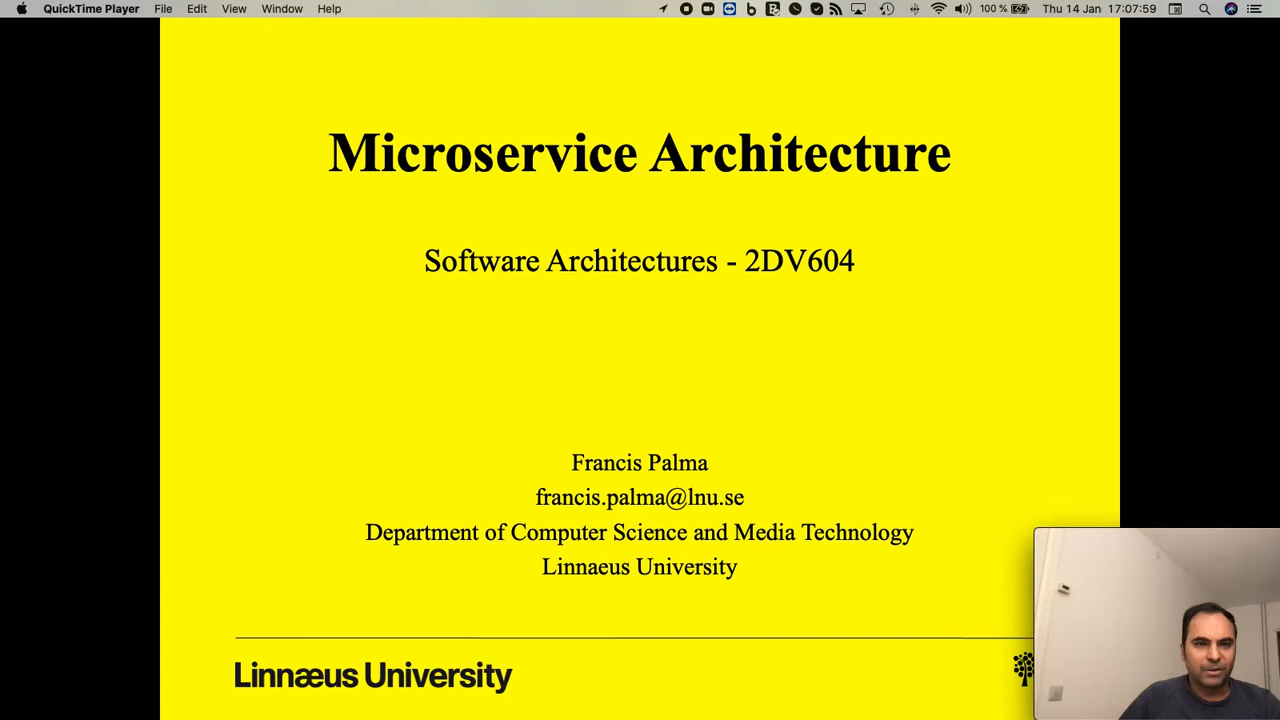 QuickTime Player File Edit View Window Help 100 % Thu 14 Jan 17:07:59
Microservice Architecture
Software Architectures - 2DV604
Francis Palma
francis.palma@lnu.se
Department of Computer Science and Media Technology
Linnaeus University
Linnæus University